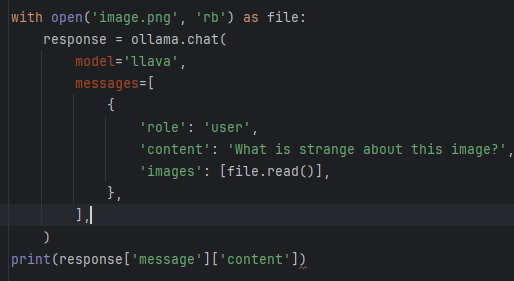 with open('image.png', 'rb') as file:
    response = ollama.chat(
        model='llava',
        messages=[
            {
                'role': 'user',
                'content': 'What is strange about this image?',
                'images': [file.read()],
            },
        ],
    )
print(response['message']['content'])